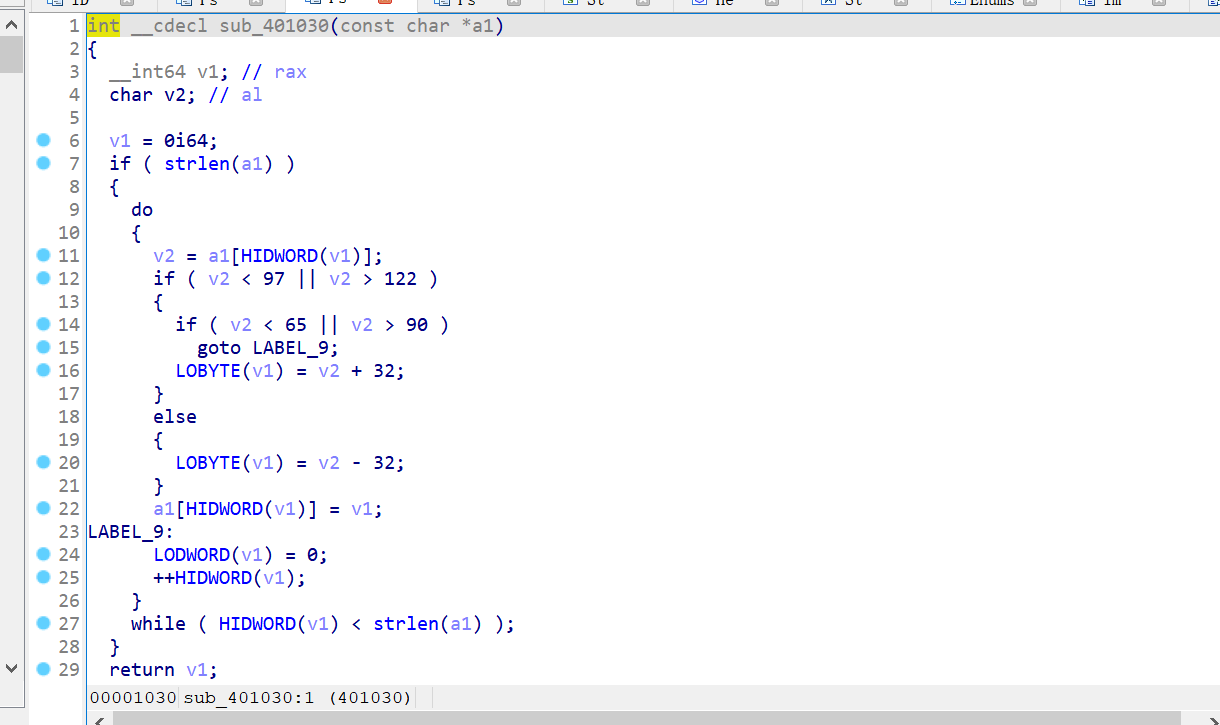 Enums
1 int __cdecl sub_401030(const char *a1)
2 {
3   __int64 v1; // rax
4   char v2; // al
5
6   v1 = 0i64;
7   if ( strlen(a1) )
8   {
9     do
10     {
11       v2 = a1[HIDWORD(v1)];
12       if ( v2 < 97 || v2 > 122 )
13       {
14         if ( v2 < 65 || v2 > 90 )
15           goto LABEL_9;
16         LOBYTE(v1) = v2 + 32;
17       }
18       else
19       {
20         LOBYTE(v1) = v2 - 32;
21       }
22       a1[HIDWORD(v1)] = v1;
23 LABEL_9:
24       LODWORD(v1) = 0;
25       ++HIDWORD(v1);
26     }
27     while ( HIDWORD(v1) < strlen(a1) );
28   }
29   return v1;
00001030 sub_401030:1 (401030)